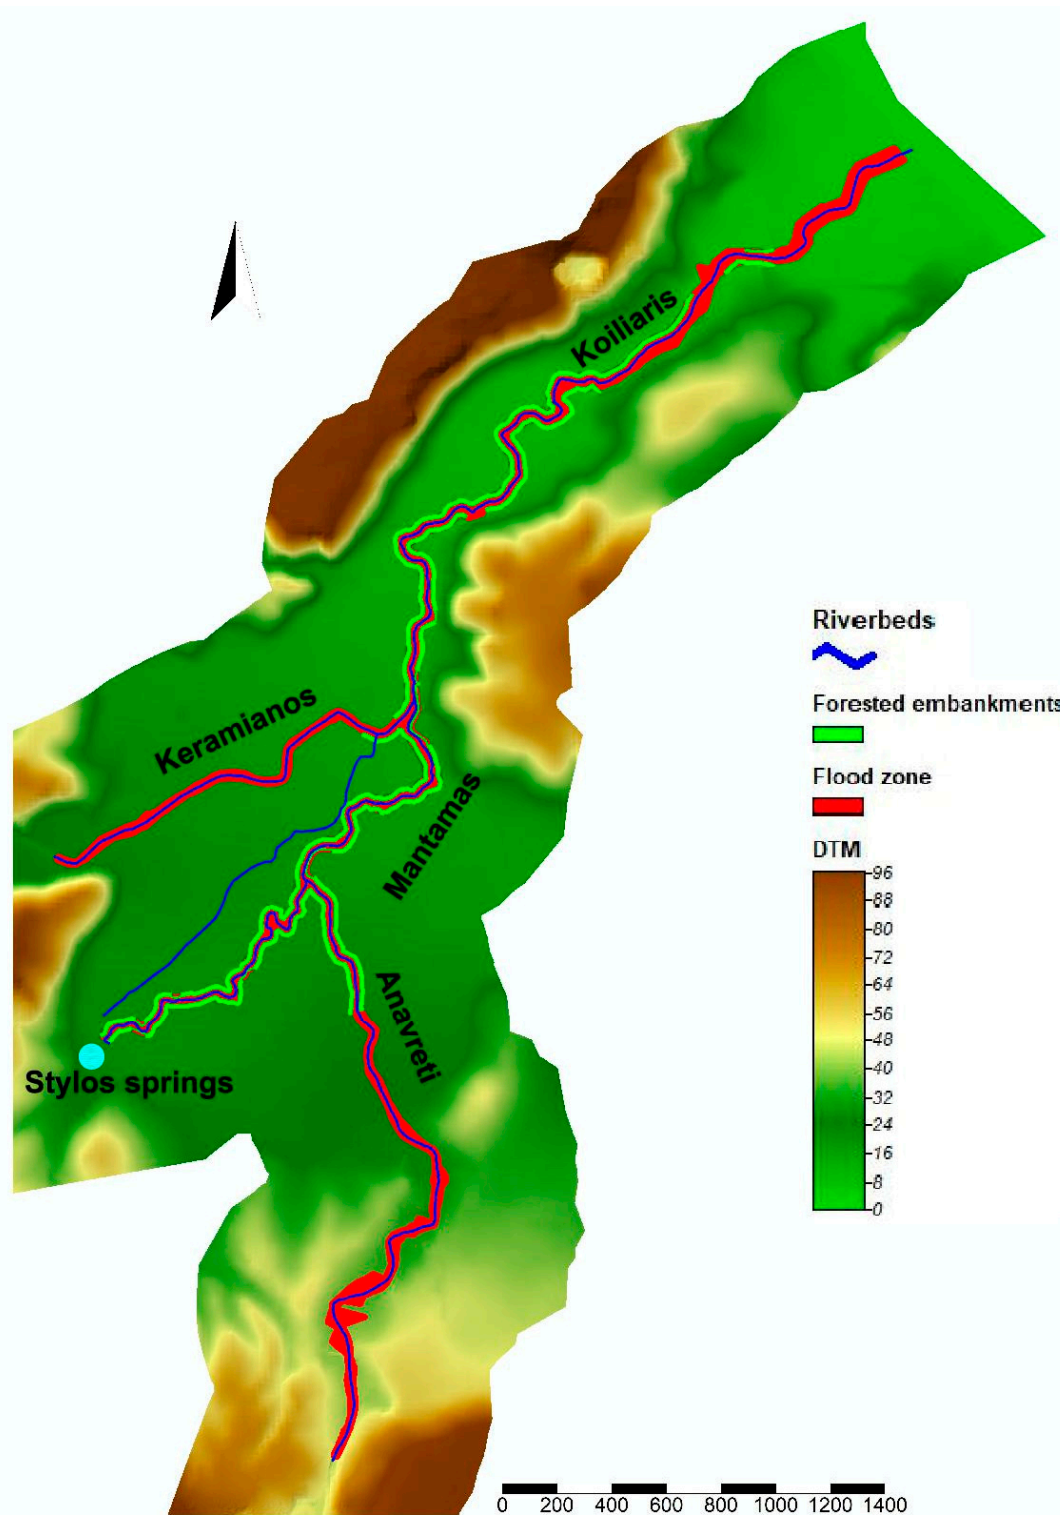 Koiliaris
Riverbeds
Forested embankments
Keramianos
Flood zone
Mantamas
DTM
96
88
80
72
64
56
48
40
32
24
16
8
0
Anavreti
Stylos springs
0 200 400 600 800 1000 1200 1400